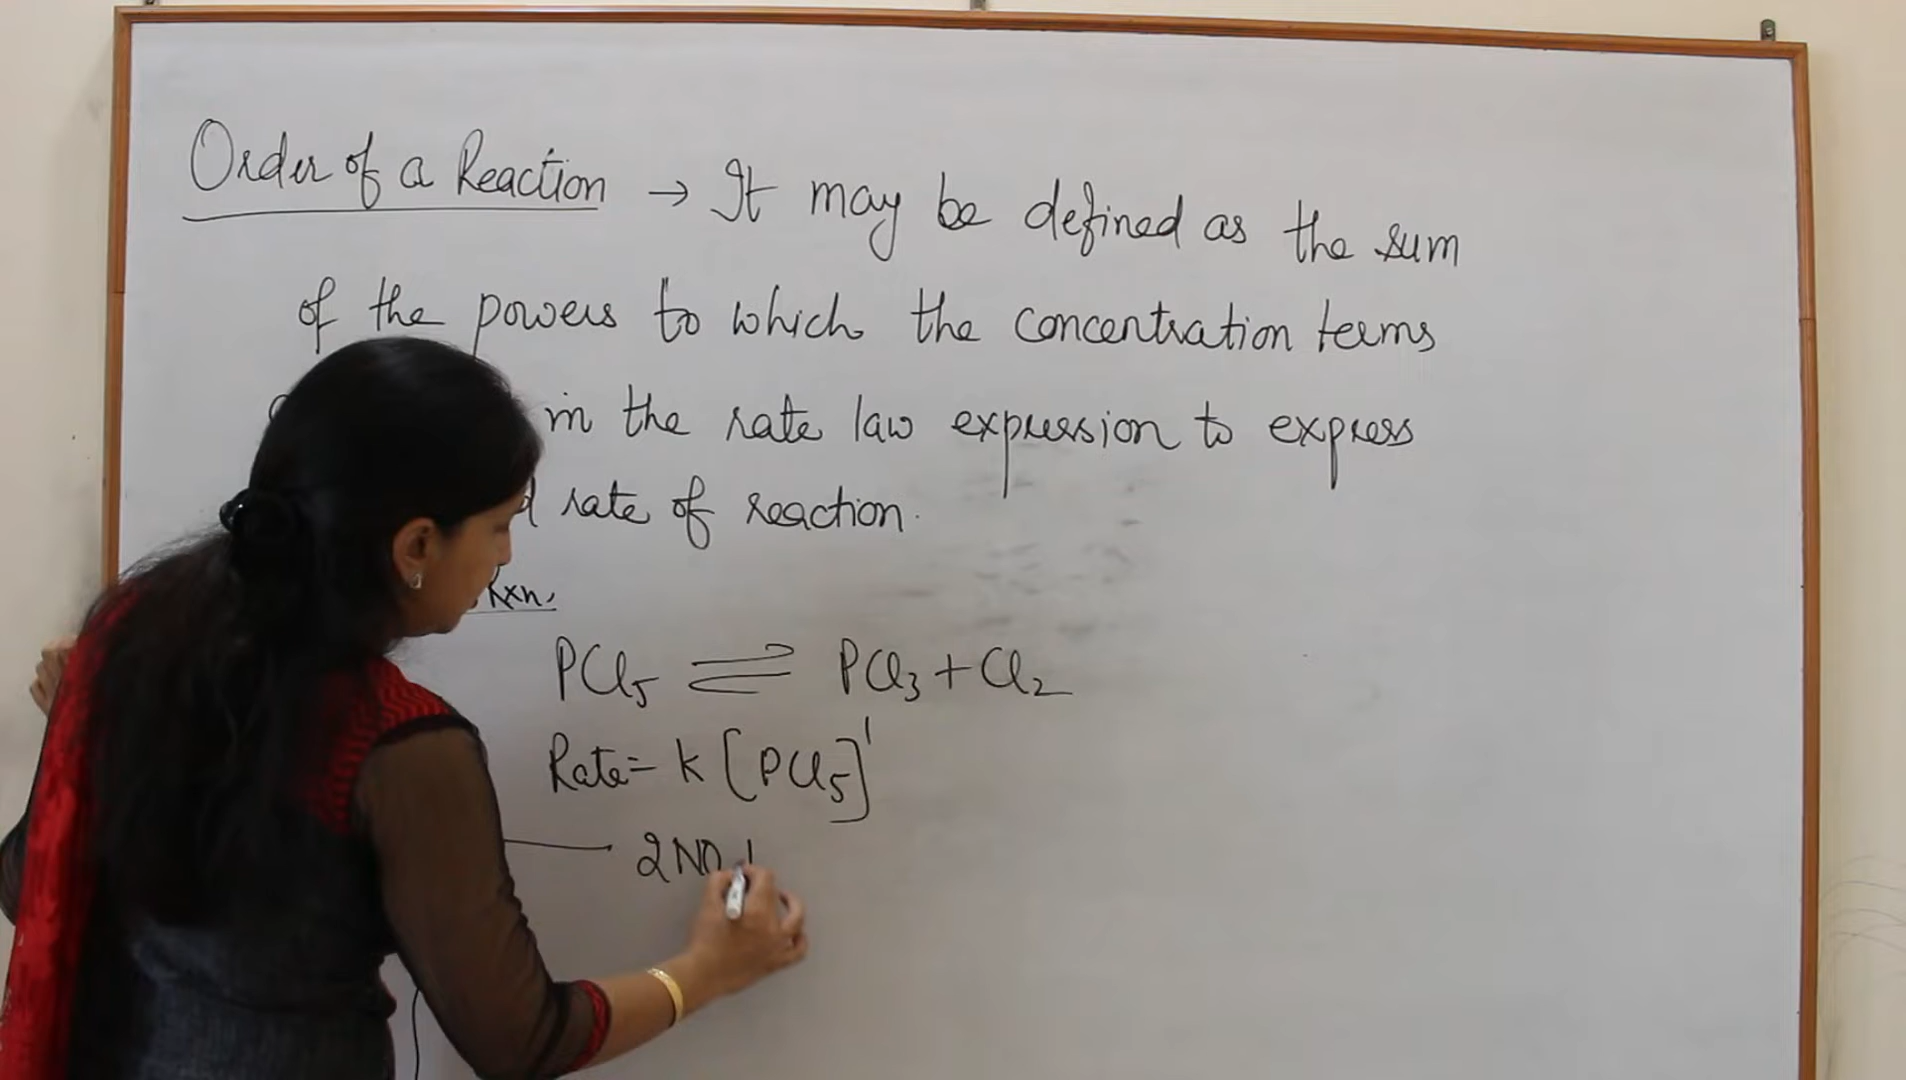 Order of a Reaction → It may be defined as the sum
of the powers to which the concentration terms
in the rate law expression to express
rate of reaction.
Rxn,
PCl₅ ⇌ PCl₃ + Cl₂
Rate = k [PCl₅]¹
2NO